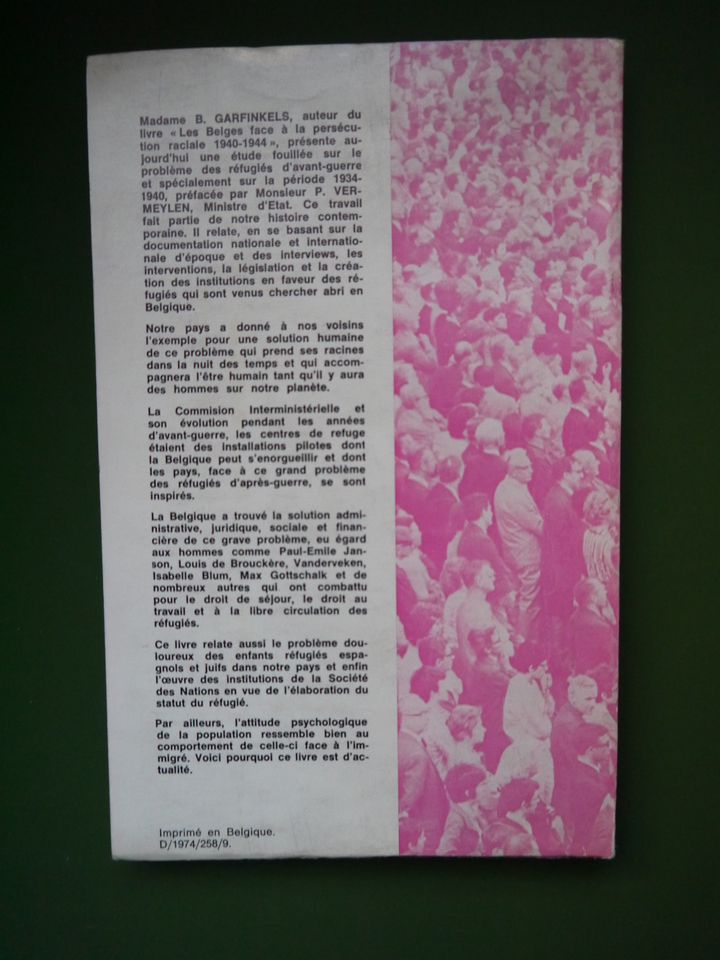 Madame B. GARFINKELS, auteur du
livre « Les Belges face à la persécu-
tion raciale 1940-1944 », présente au-
jourd'hui une étude fouillée sur le
problème des réfugiés d'avant-guerre
et spécialement sur la période 1934-
1940, préfacée par Monsieur P. VER-
MEYLEN, Ministre d'Etat. Ce travail
fait partie de notre histoire contem-
poraine. Il relate, en se basant sur la
documentation nationale et internatio-
nale d'époque et des interviews, les
interventions, la législation et la créa-
tion des institutions en faveur des ré-
fugiés qui sont venus chercher abri en
Belgique.
Notre pays a donné à nos voisins
l'exemple pour une solution humaine
de ce problème qui prend ses racines
dans la nuit des temps et qui accom-
pagnera l'être humain tant qu'il y aura
des hommes sur notre planète.
La Commision Interministérielle et
son évolution pendant les années
d'avant-guerre, les centres de refuge
étaient des installations pilotes dont
la Belgique peut s'enorgueillir et dont
les pays, face à ce grand problème
des réfugiés d'après-guerre, se sont
inspirés.
La Belgique a trouvé la solution admi-
nistrative, juridique, sociale et finan-
cière de ce grave problème, eu égard
aux hommes comme Paul-Emile Jan-
son, Louis de Brouckère, Vanderveken,
Isabelle Blum, Max Gottschalk et de
nombreux autres qui ont combattu
pour le droit de séjour, le droit au
travail et à la libre circulation des
réfugiés.
Ce livre relate aussi le problème dou-
loureux des enfants réfugiés espa-
gnols et juifs dans notre pays et enfin
l'œuvre des institutions de la Société
des Nations en vue de l'élaboration du
statut du réfugié.
Par ailleurs, l'attitude psychologique
de la population ressemble bien au
comportement de celle-ci face à l'im-
migré. Voici pourquoi ce livre est d'ac-
tualité.
Imprimé en Belgique.
D/1974/258/9.